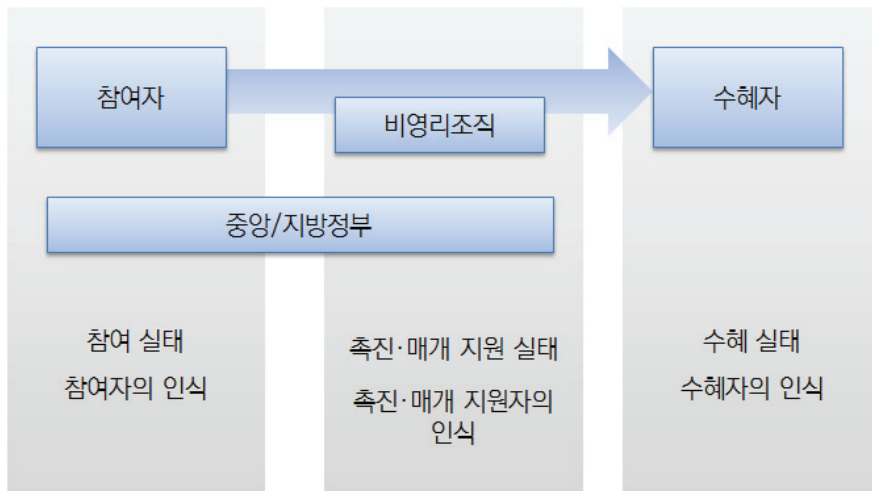 참여자
비영리조직
수혜자
중앙/지방정부
참여 실태
참여자의 인식
촉진·매개 지원 실태
촉진·매개 지원자의
인식
수혜 실태
수혜자의 인식